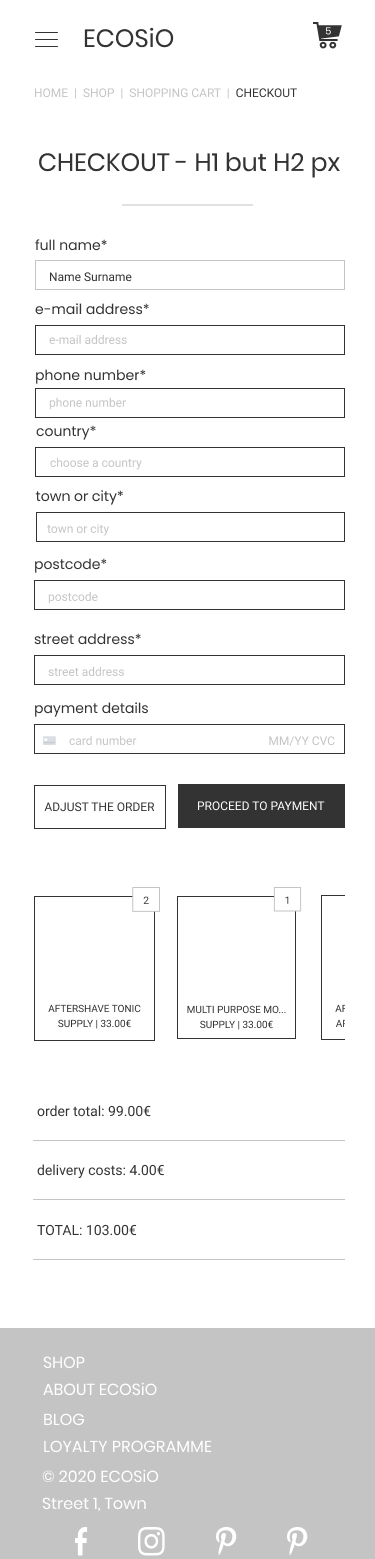 ECOSiO
5
HOME | SHOP | SHOPPING CART | CHECKOUT
CHECKOUT - H1 but H2 px
full name*
Name Surname
e-mail address*
e-mail address
phone number*
phone number
country*
choose a country
town or city*
town or city
postcode*
postcode
street address*
street address
payment details
card number MM/YY CVC
ADJUST THE ORDER
PROCEED TO PAYMENT
2
AFTERSHAVE TONIC
SUPPLY | 33.00€
1
MULTI PURPOSE MO...
SUPPLY | 33.00€
order total: 99.00€
delivery costs: 4.00€
TOTAL: 103.00€
SHOP
ABOUT ECOSiO
BLOG
LOYALTY PROGRAMME
© 2020 ECOSiO
Street 1, Town